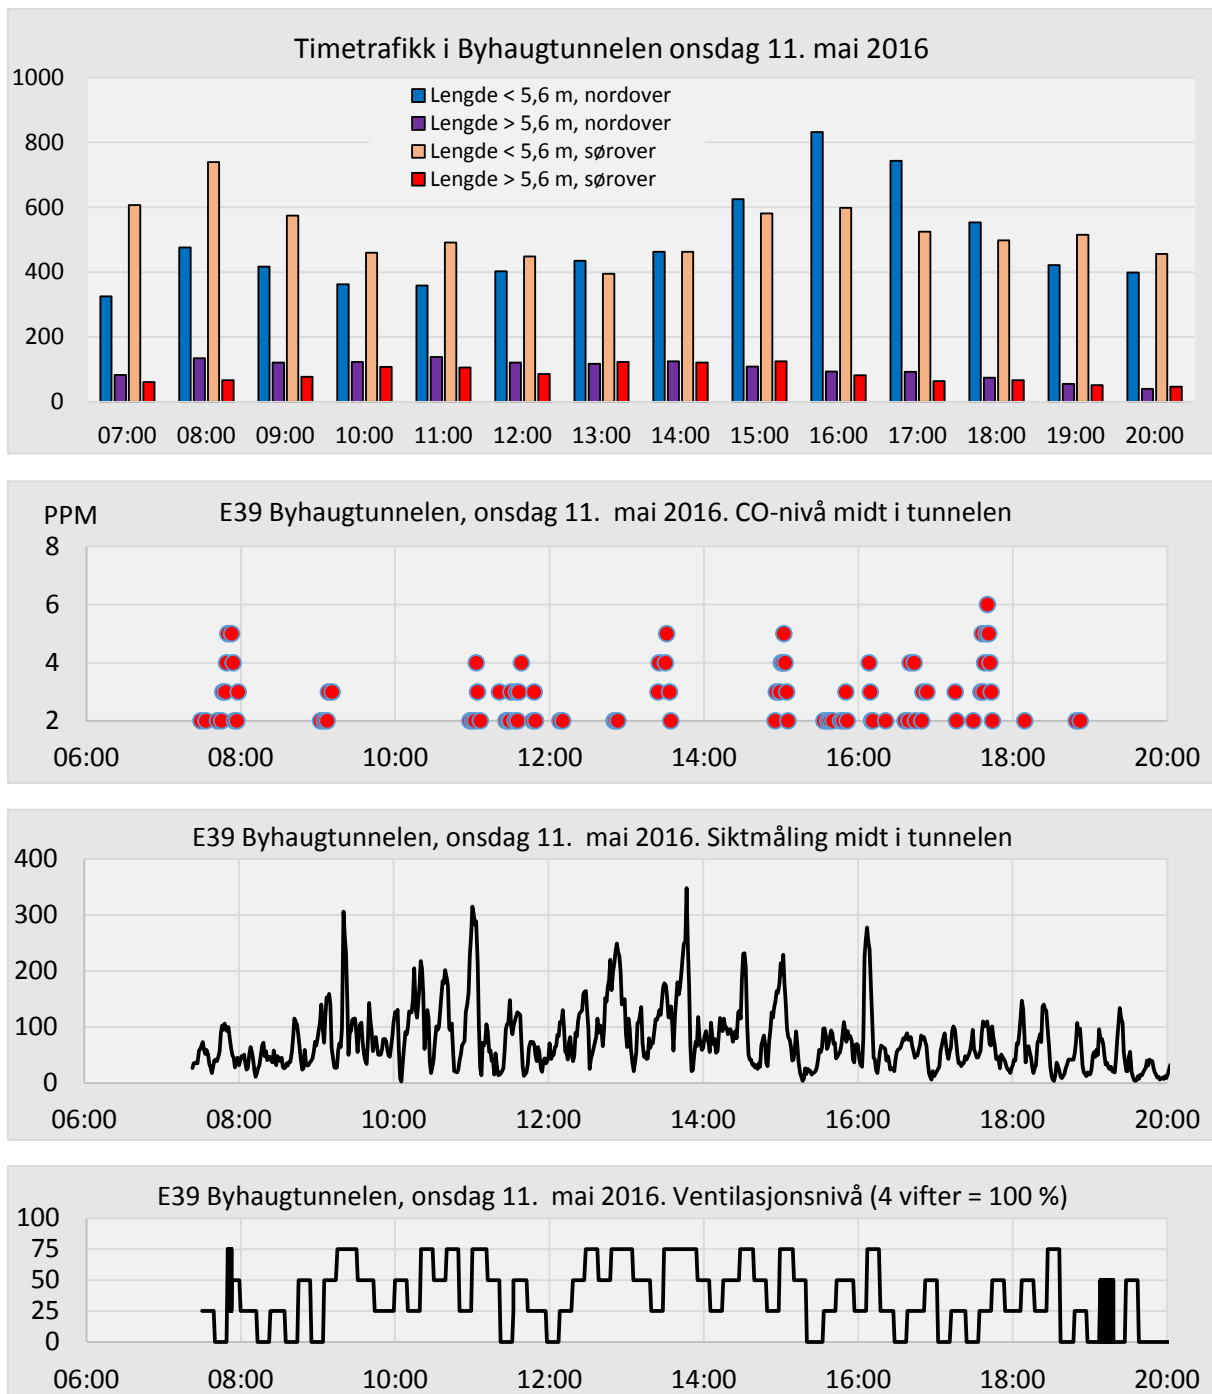 Timetrafikk i Byhaugtunnelen onsdag 11. mai 2016
1000
800
600
400
200
0
Lengde < 5,6 m, nordover
Lengde > 5,6 m, nordover
Lengde < 5,6 m, sørover
Lengde > 5,6 m, sørover
07:00 08:00 09:00 10:00 11:00 12:00 13:00 14:00 15:00 16:00 17:00 18:00 19:00 20:00
PPM
E39 Byhaugtunnelen, onsdag 11. mai 2016. CO-nivå midt i tunnelen
8
6
4
2
06:00 08:00 10:00 12:00 14:00 16:00 18:00 20:00
E39 Byhaugtunnelen, onsdag 11. mai 2016. Siktmåling midt i tunnelen
400
300
200
100
0
06:00 08:00 10:00 12:00 14:00 16:00 18:00 20:00
E39 Byhaugtunnelen, onsdag 11. mai 2016. Ventilasjonsnivå (4 vifter = 100 %)
100
75
50
25
0
06:00 08:00 10:00 12:00 14:00 16:00 18:00 20:00